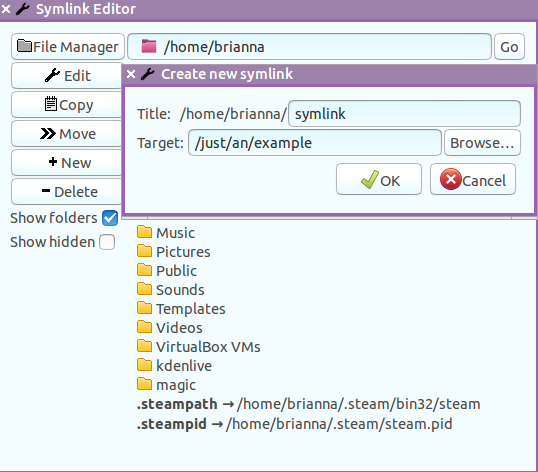 Symlink Editor
File Manager
/home/brianna
Go
Edit
Copy
Move
New
Delete
Show folders
Show hidden
Create new symlink
Title: /home/brianna/ symlink
Target: /just/an/example Browse...
OK
Cancel
Music
Pictures
Public
Sounds
Templates
Videos
VirtualBox VMs
kdenlive
magic
.steampath → /home/brianna/.steam/bin32/steam
.steampid → /home/brianna/.steam/steam.pid